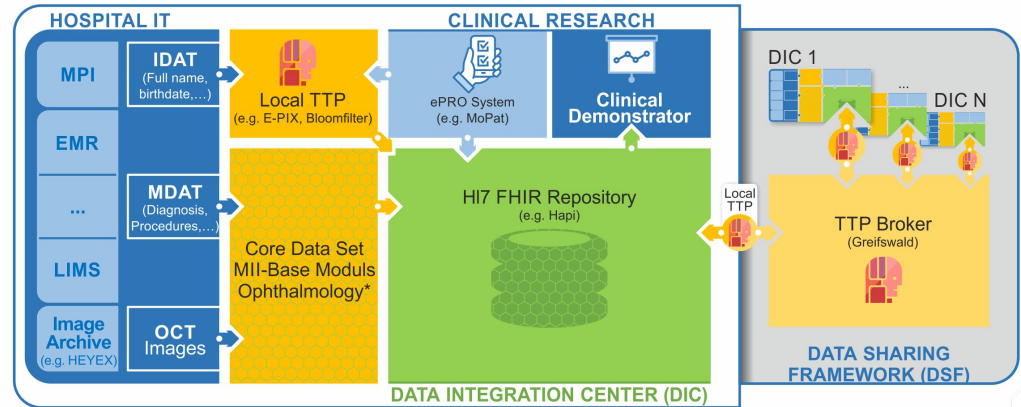 HOSPITAL IT
CLINICAL RESEARCH
MPI
EMR
...
LIMS
Image
Archive
(e.g. HEYEX)
IDAT
(Full name,
birthdate,...)
MDAT
(Diagnosis,
Procedures,...)
OCT
Images
Local TTP
(e.g. E-PIX, Bloomfilter)
Core Data Set
MII-Base Moduls
Ophthalmology*
ePRO System
(e.g. MoPat)
Clinical
Demonstrator
Hl7 FHIR Repository
(e.g. Hapi)
DATA INTEGRATION CENTER (DIC)
Local
TTP
DIC 1
...
DIC N
TTP Broker
(Greifswald)
DATA SHARING
FRAMEWORK (DSF)